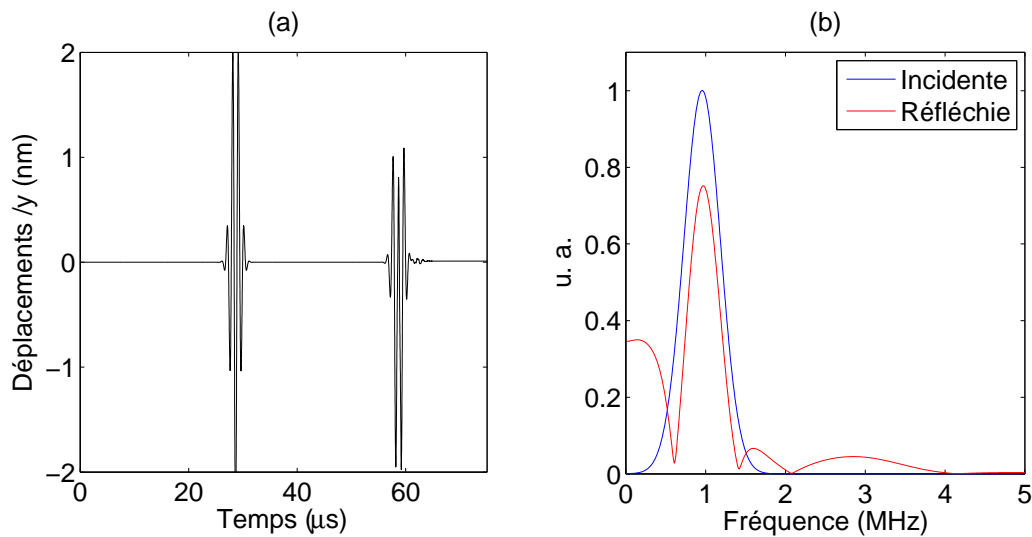 (a)
Déplacements /y (nm)
2
1
0
−1
−2
0
20
40
60
Temps (μs)
(b)
u. a.
1
0.8
0.6
0.4
0.2
0
0
1
2
3
4
5
Fréquence (MHz)
Incidente
Réfléchie